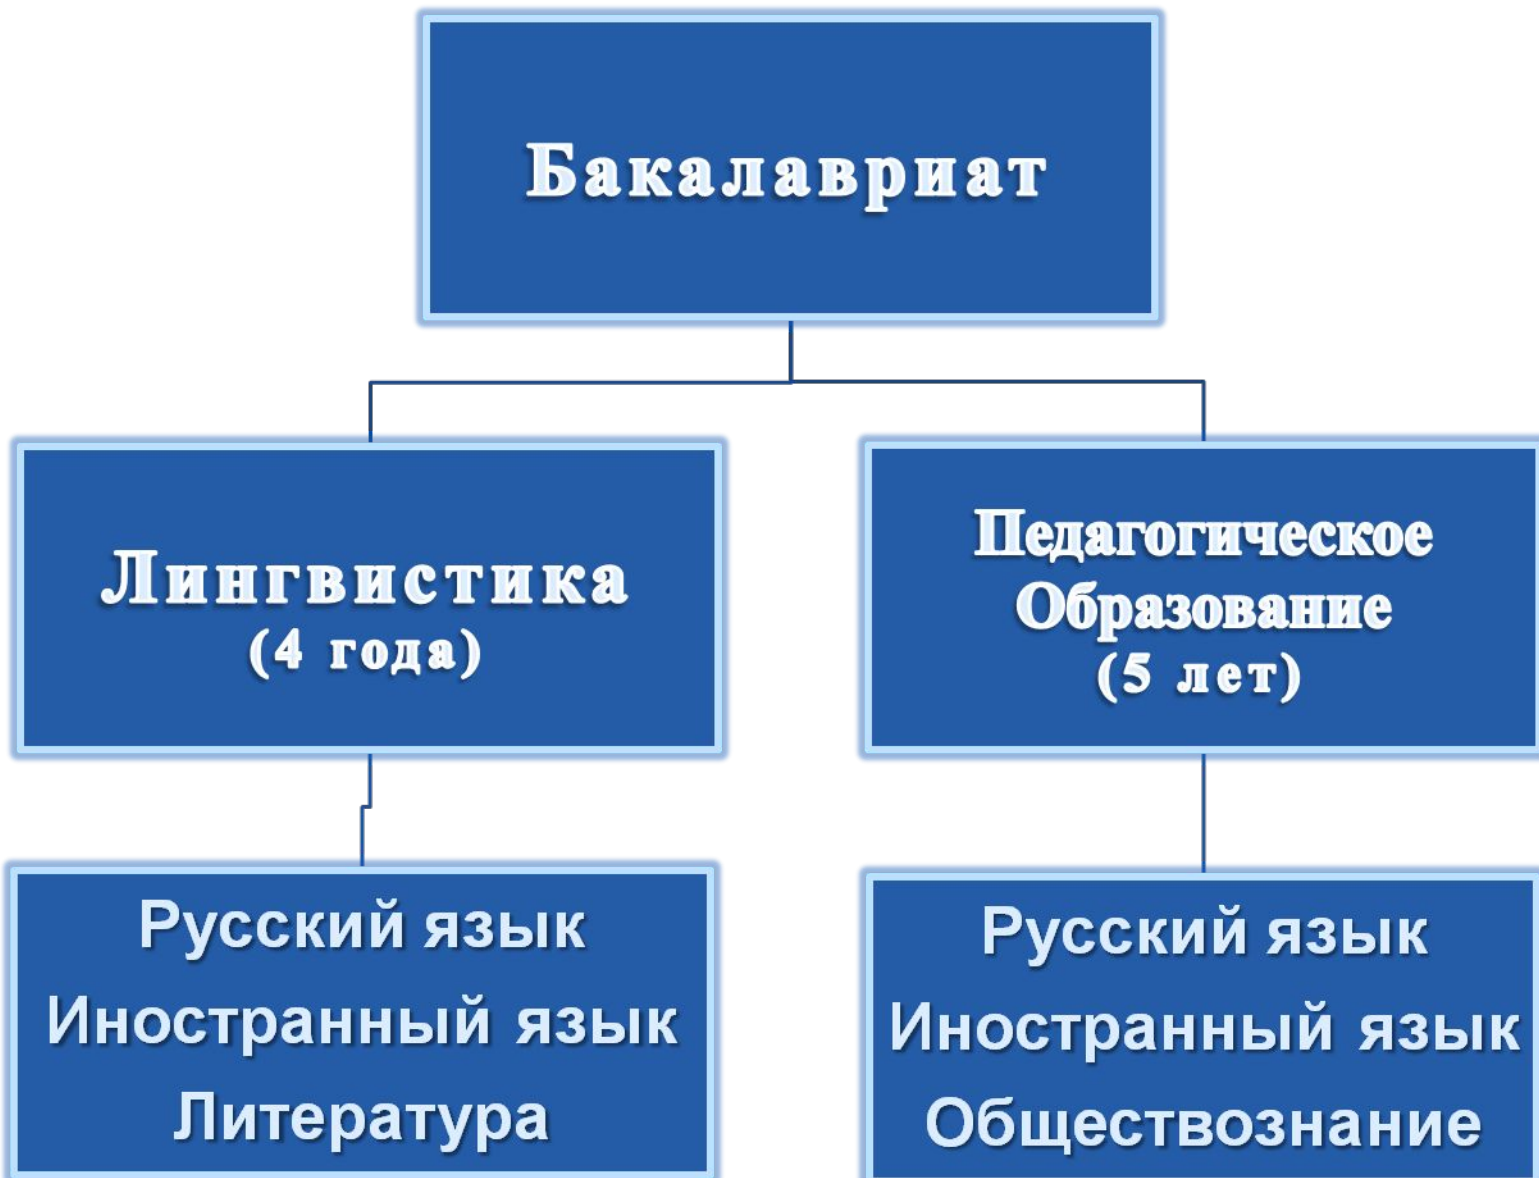 Бакалавриат
Лингвистика
(4 года)
Педагогическое
Образование
(5 лет)
Русский язык
Иностранный язык
Литература
Русский язык
Иностранный язык
Обществознание